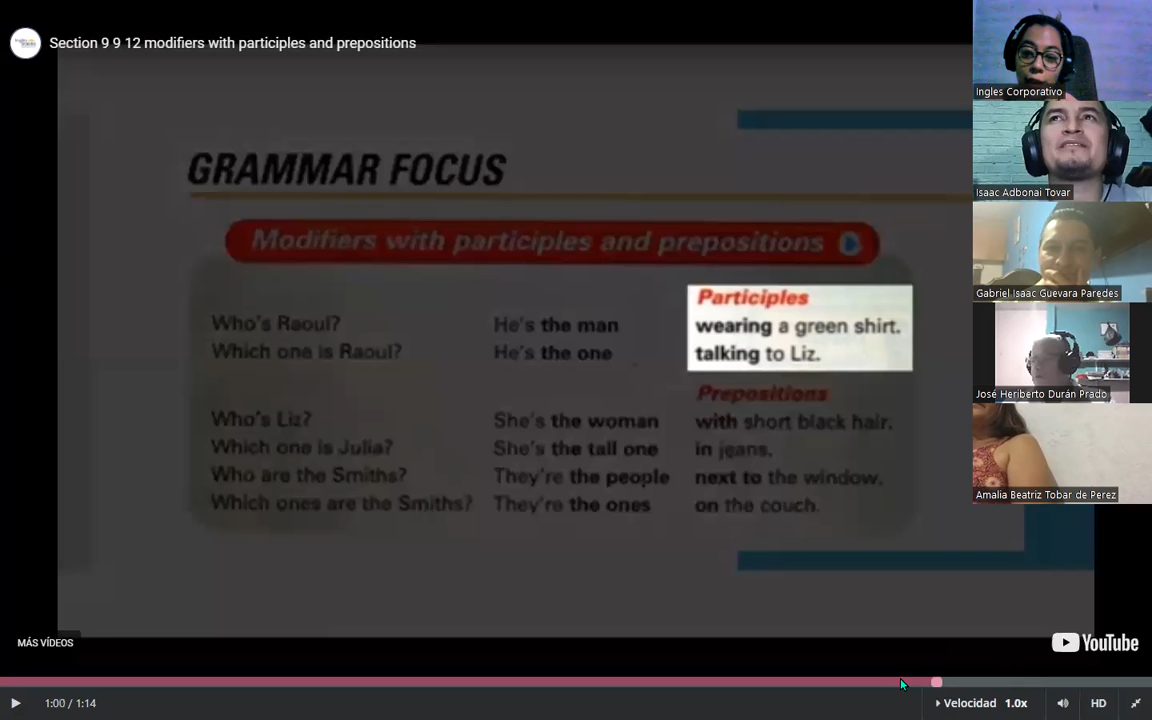 Section 9 9 12 modifiers with participles and prepositions
GRAMMAR FOCUS
Modifiers with participles and prepositions
Participles
Who's Raoul? He's the man wearing a green shirt.
Which one is Raoul? He's the one talking to Liz.
Prepositions
Who's Liz? She's the woman with short black hair.
Which one is Julia? She's the tall one in jeans.
Who are the Smiths? They're the people next to the window.
Which ones are the Smiths? They're the ones on the couch.
Ingles Corporativo
Isaac Adbonai Tovar
Gabriel Isaac Guevara Paredes
José Heriberto Durán Prado
Amalia Beatriz Tobar de Perez
MÁS VÍDEOS
YouTube
1:00 / 1:14
Velocidad 1.0x
HD